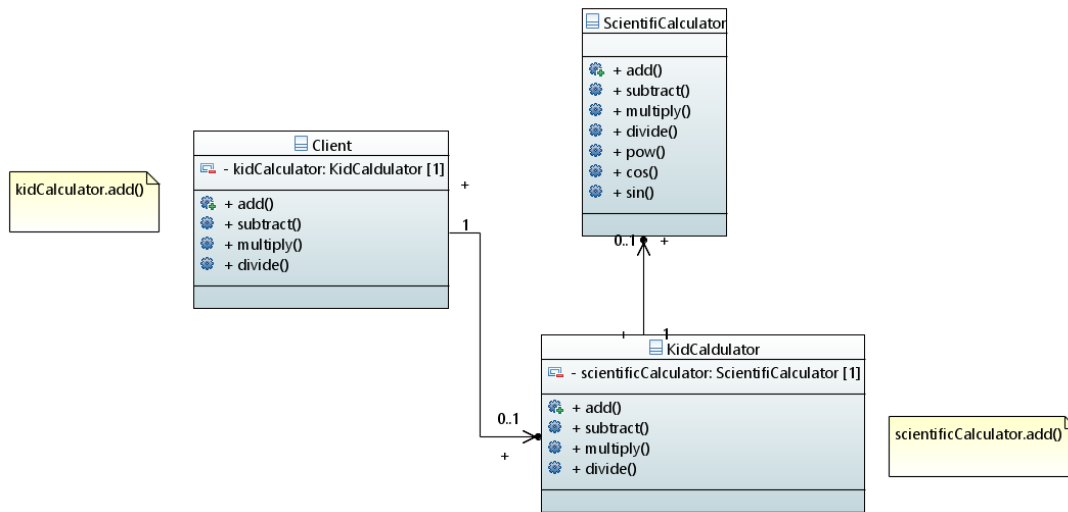 ScientifiCalculator
+ add()
+ subtract()
+ multiply()
+ divide()
+ pow()
+ cos()
+ sin()
0..1
+
Client
- kidCalculator: KidCaldulator [1]
+ add()
+ subtract()
+ multiply()
+ divide()
kidCalculator.add()
+
1
0..1
+
+
1
KidCaldulator
- scientificCalculator: ScientifiCalculator [1]
+ add()
+ subtract()
+ multiply()
+ divide()
scientificCalculator.add()